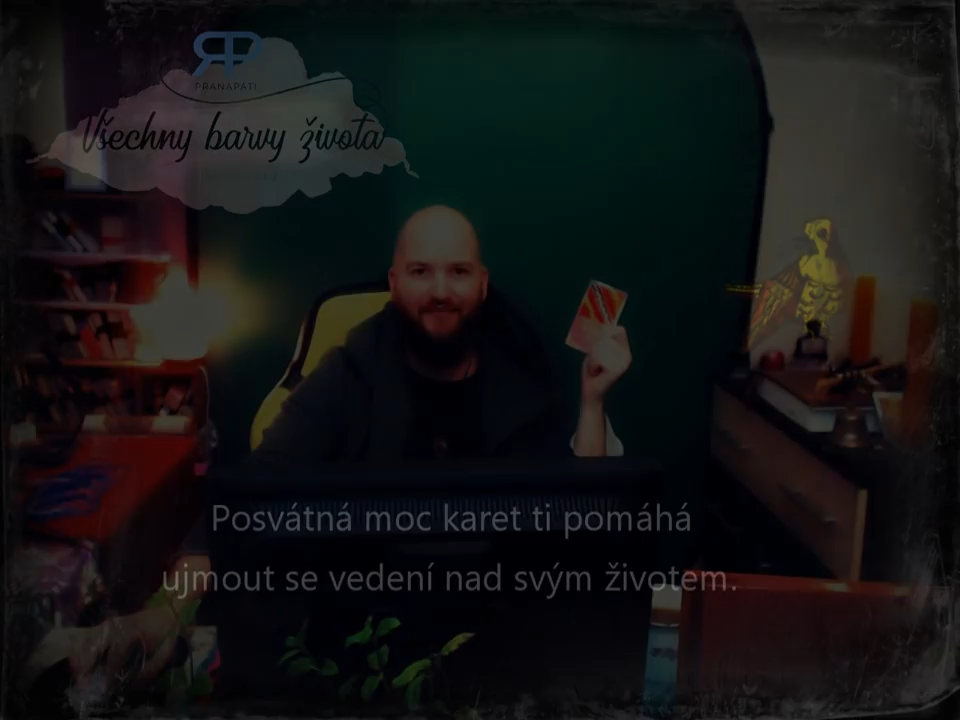 PRANAPATI
Všechny barvy života
Posvátná moc karet ti pomáhá
ujmout se vedení nad svým životem.